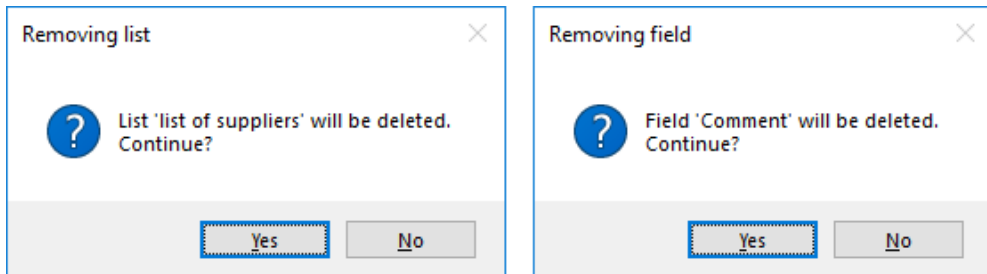 Removing list
List 'list of suppliers' will be deleted.
Continue?
Yes
No
Removing field
Field 'Comment' will be deleted.
Continue?
Yes
No